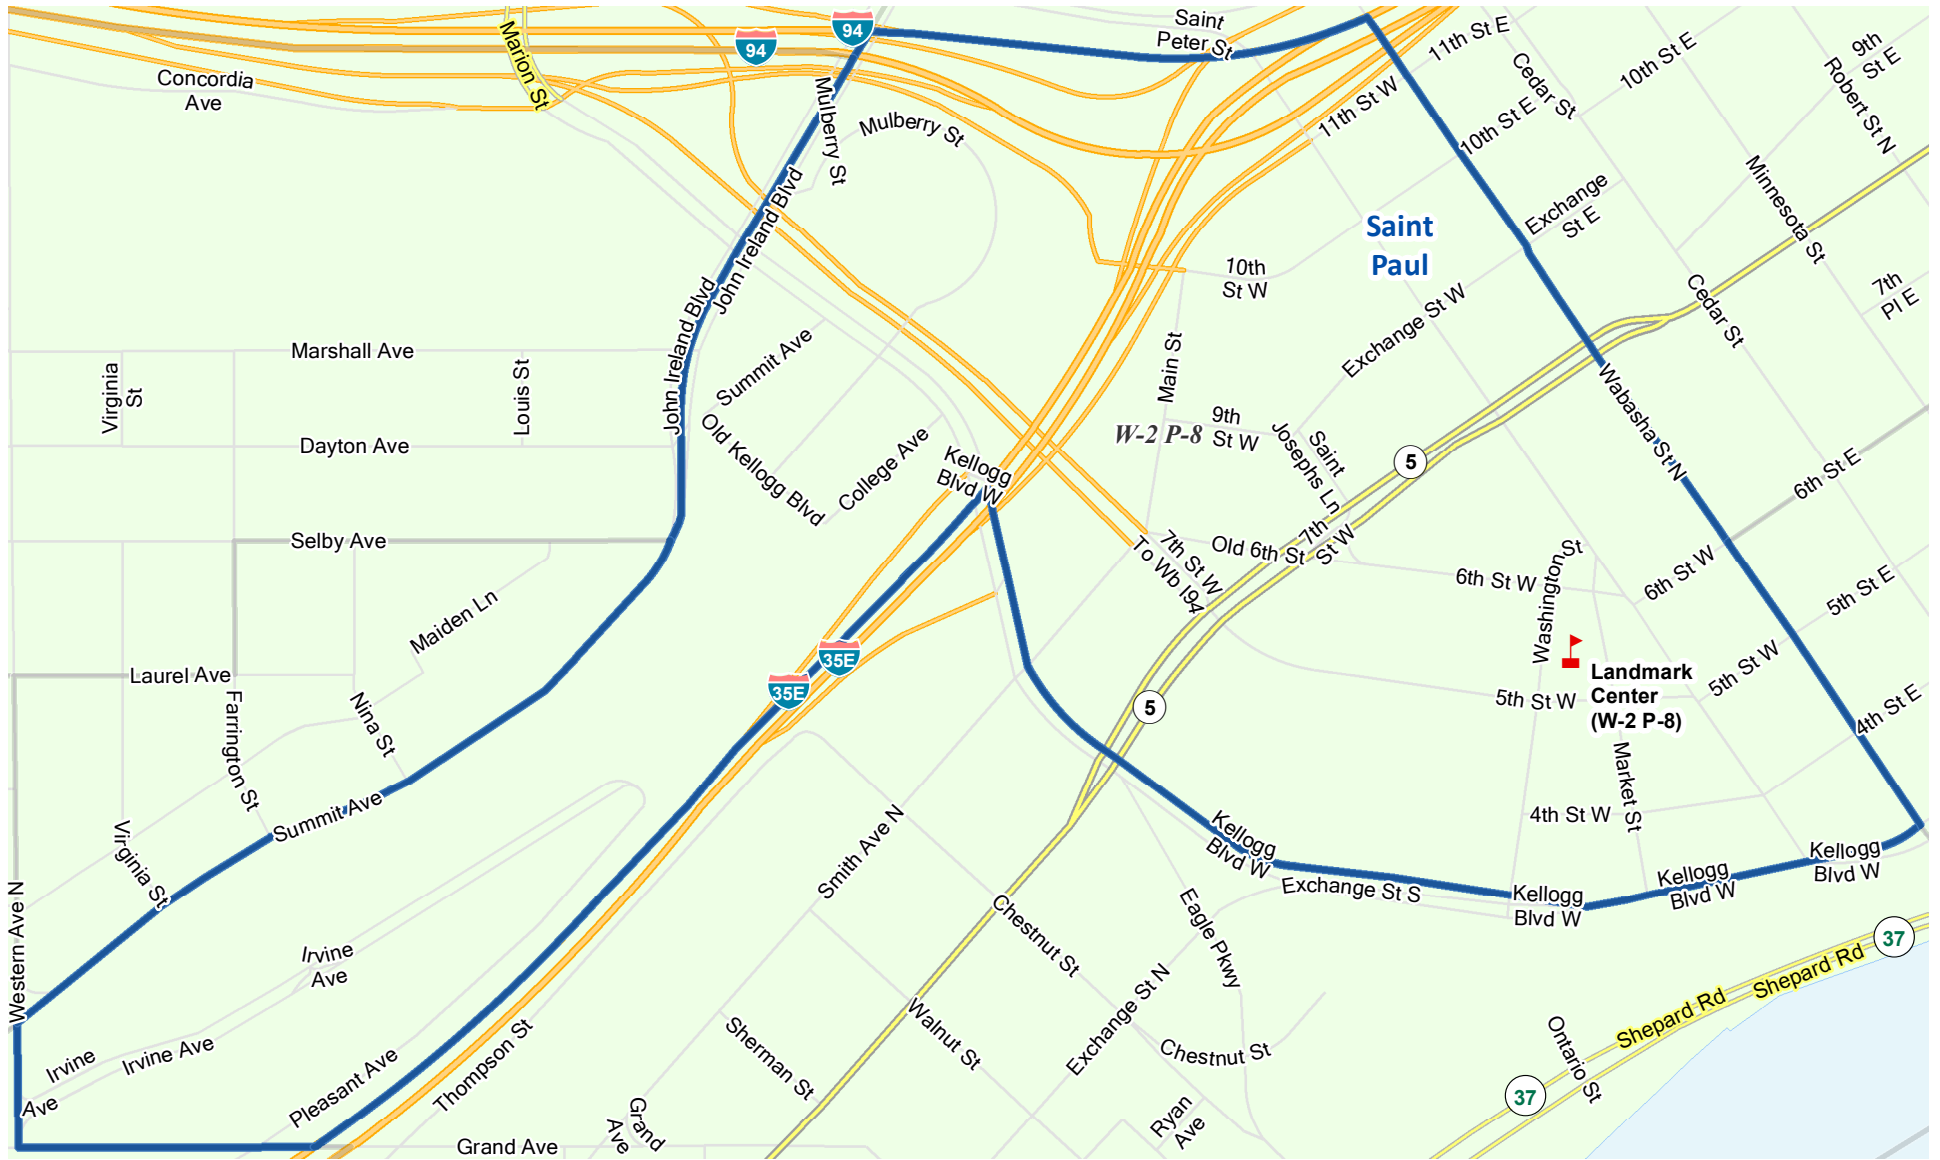 Saint
Peter St
94
94
11th St E
9th
St E
10th St E
Marion St
Concordia
Ave
Cedar St
Robert St N
Mulberry St
Mulberry St
11th St W
10th St E
Minnesota St
Exchange
St E
John Ireland Blvd
Saint
Paul
10th
St W
7th
Pl E
John Ireland Blvd
Exchange St W
Cedar St
Marshall Ave
Virginia
St
Louis St
Summit Ave
Main St
Wabasha St N
Dayton Ave
Old Kellogg Blvd
College Ave
W-2 P-8
9th
St W
Saint
Josephs Ln
5
Kellogg
Blvd W
6th St E
Selby Ave
7th
St W
Old 6th St
7th St W
To Wb I94
6th St W
Washington St
6th St W
5th St E
Maiden Ln
35E
35E
Landmark
Center
(W-2 P-8)
Laurel Ave
Farrington St
Nina St
5
5th St W
5th St W
4th St E
Market St
Summit Ave
Virginia St
Smith Ave N
4th St W
Kellogg
Blvd W
Kellogg
Blvd W
Kellogg
Blvd W
Kellogg
Blvd W
Exchange St S
Western Ave N
Chestnut St
Eagle Pkwy
Irvine
Ave
37
Shepard Rd
Shepard Rd
Exchange St N
Walnut St
Sherman St
Thompson St
Irvine
Ave
Irvine Ave
Pleasant Ave
Chestnut St
Ontario St
37
Grand
Ave
Ryan
Ave
Grand Ave